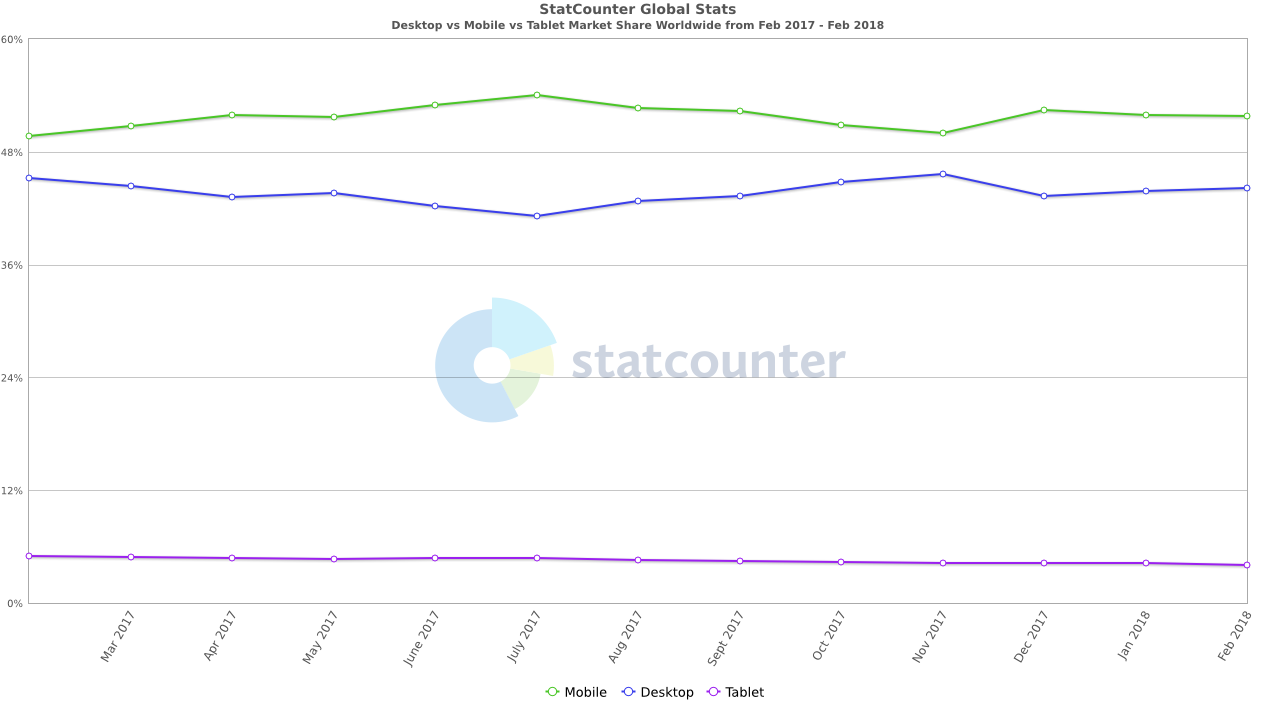 StatCounter Global Stats
Desktop vs Mobile vs Tablet Market Share Worldwide from Feb 2017 - Feb 2018
60%
48%
36%
statcounter
24%
12%
0%
Mar 2017
Apr 2017
May 2017
June 2017
July 2017
Aug 2017
Sept 2017
Oct 2017
Nov 2017
Dec 2017
Jan 2018
Feb 2018
Mobile Desktop Tablet